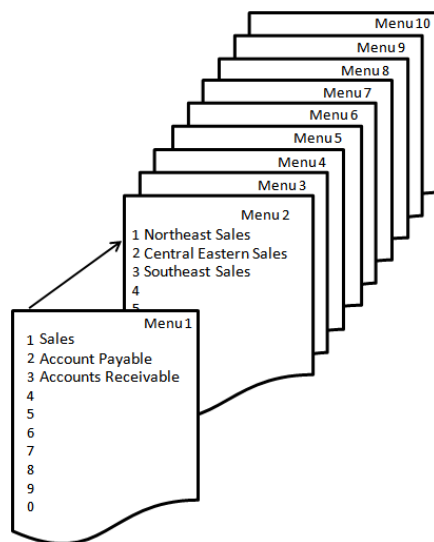 Menu 10
Menu 9
Menu 8
Menu 7
Menu 6
Menu 5
Menu 4
Menu 3
Menu 2
1 Northeast Sales
2 Central Eastern Sales
3 Southeast Sales
4
5
Menu 1
1 Sales
2 Account Payable
3 Accounts Receivable
4
5
6
7
8
9
0